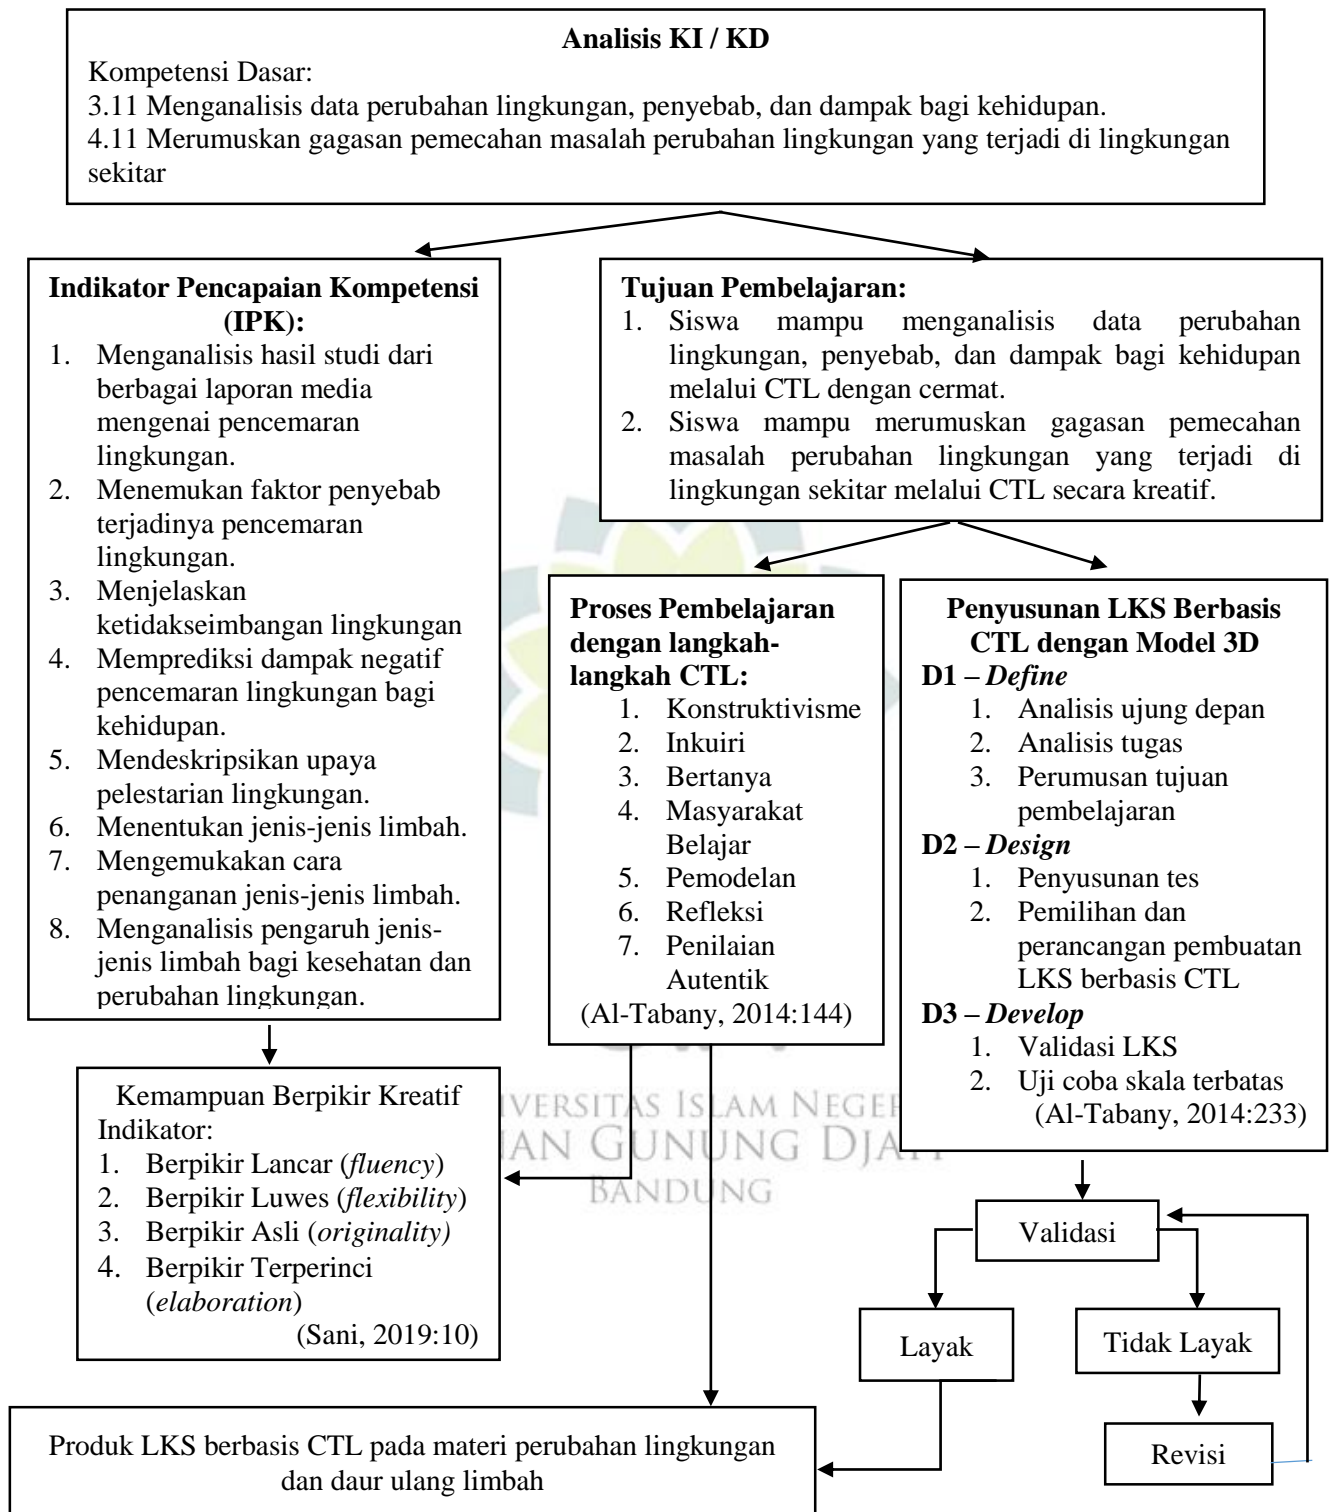 Analisis KI / KD
Kompetensi Dasar:
3.11 Menganalisis data perubahan lingkungan, penyebab, dan dampak bagi kehidupan.
4.11 Merumuskan gagasan pemecahan masalah perubahan lingkungan yang terjadi di lingkungan
sekitar
Indikator Pencapaian Kompetensi
(IPK):
1. Menganalisis hasil studi dari
berbagai laporan media
mengenai pencemaran
lingkungan.
2. Menemukan faktor penyebab
terjadinya pencemaran
lingkungan.
3. Menjelaskan
ketidakseimbangan lingkungan
4. Memprediksi dampak negatif
pencemaran lingkungan bagi
kehidupan.
5. Mendeskripsikan upaya
pelestarian lingkungan.
6. Menentukan jenis-jenis limbah.
7. Mengemukakan cara
penanganan jenis-jenis limbah.
8. Menganalisis pengaruh jenis-
jenis limbah bagi kesehatan dan
perubahan lingkungan.
Tujuan Pembelajaran:
1. Siswa mampu menganalisis data perubahan
lingkungan, penyebab, dan dampak bagi kehidupan
melalui CTL dengan cermat.
2. Siswa mampu merumuskan gagasan pemecahan
masalah perubahan lingkungan yang terjadi di
lingkungan sekitar melalui CTL secara kreatif.
Proses Pembelajaran
dengan langkah-
langkah CTL:
1. Konstruktivisme
2. Inkuiri
3. Bertanya
4. Masyarakat
Belajar
5. Pemodelan
6. Refleksi
7. Penilaian
Autentik
(Al-Tabany, 2014:144)
Penyusunan LKS Berbasis
CTL dengan Model 3D
D1 – Define
1. Analisis ujung depan
2. Analisis tugas
3. Perumusan tujuan
pembelajaran
D2 – Design
1. Penyusunan tes
2. Pemilihan dan
perancangan pembuatan
LKS berbasis CTL
D3 – Develop
1. Validasi LKS
2. Uji coba skala terbatas
(Al-Tabany, 2014:233)
Kemampuan Berpikir Kreatif
Indikator:
1. Berpikir Lancar (fluency)
2. Berpikir Luwes (flexibility)
3. Berpikir Asli (originality)
4. Berpikir Terperinci
(elaboration)
(Sani, 2019:10)
ISLAM
GUNUNG
BANDUNG
Validasi
Layak
Tidak Layak
Revisi
Produk LKS berbasis CTL pada materi perubahan lingkungan
dan daur ulang limbah